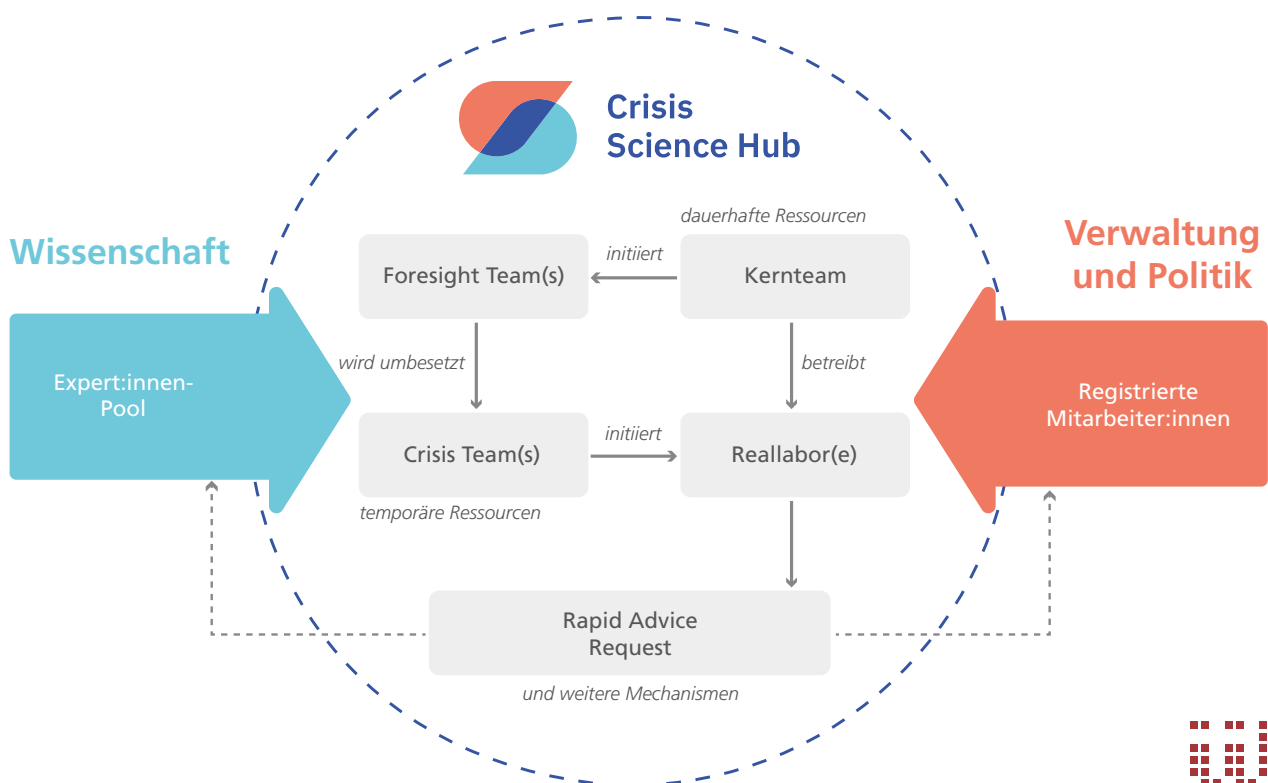 Crisis
Science Hub
Wissenschaft
Expert:innen-
Pool
Verwaltung
und Politik
Registrierte
Mitarbeiter:innen
dauerhafte Ressourcen
Foresight Team(s)
initiiert
Kernteam
wird umbesetzt
betreibt
Crisis Team(s)
initiiert
Reallabor(e)
temporäre Ressourcen
Rapid Advice
Request
und weitere Mechanismen